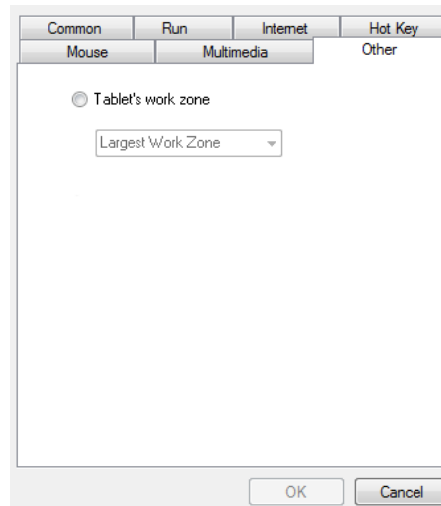 Common Run Internet Hot Key
Mouse Multimedia Other
Tablet's work zone
Largest Work Zone
OK Cancel